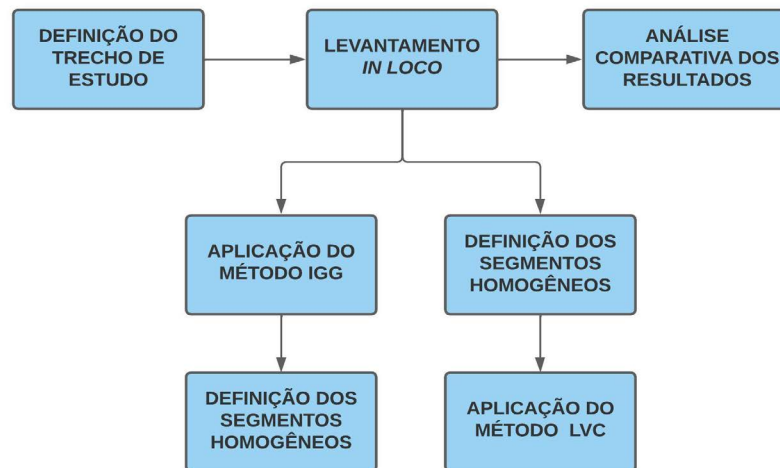 DEFINIÇÃO DO
TRECHO DE
ESTUDO
LEVANTAMENTO
IN LOCO
ANÁLISE
COMPARATIVA DOS
RESULTADOS
APLICAÇÃO DO
MÉTODO IGG
DEFINIÇÃO DOS
SEGMENTOS
HOMOGÊNEOS
DEFINIÇÃO DOS
SEGMENTOS
HOMOGÊNEOS
APLICAÇÃO DO
MÉTODO LVC